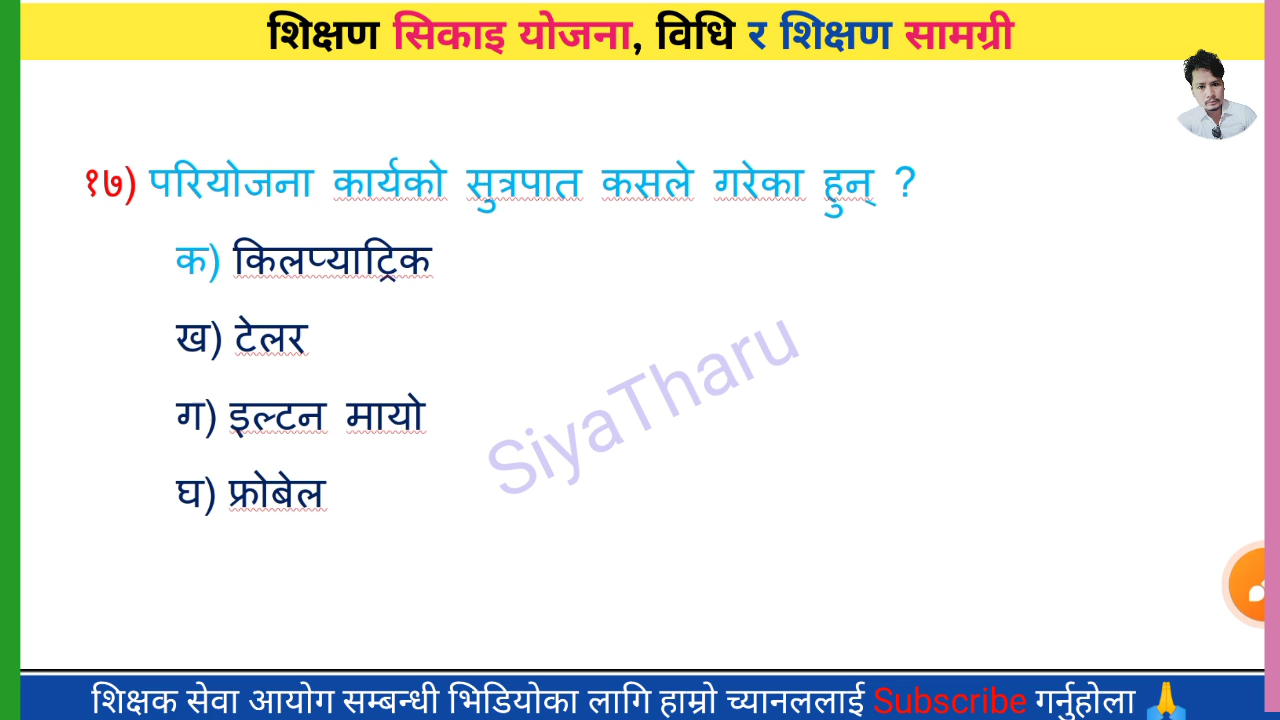 शिक्षण सिकाइ योजना, विधि र शिक्षण सामग्री
१७) परियोजना कार्यको सुत्रपात कसले गरेका हुन् ?
क) किलप्याट्रिक
ख) टेलर
ग) इल्टन मायो
घ) फ्रोबेल
SiyaTharu
शिक्षक सेवा आयोग सम्बन्धी भिडियोका लागि हाम्रो च्यानललाई Subscribe गर्नुहोला 🙏